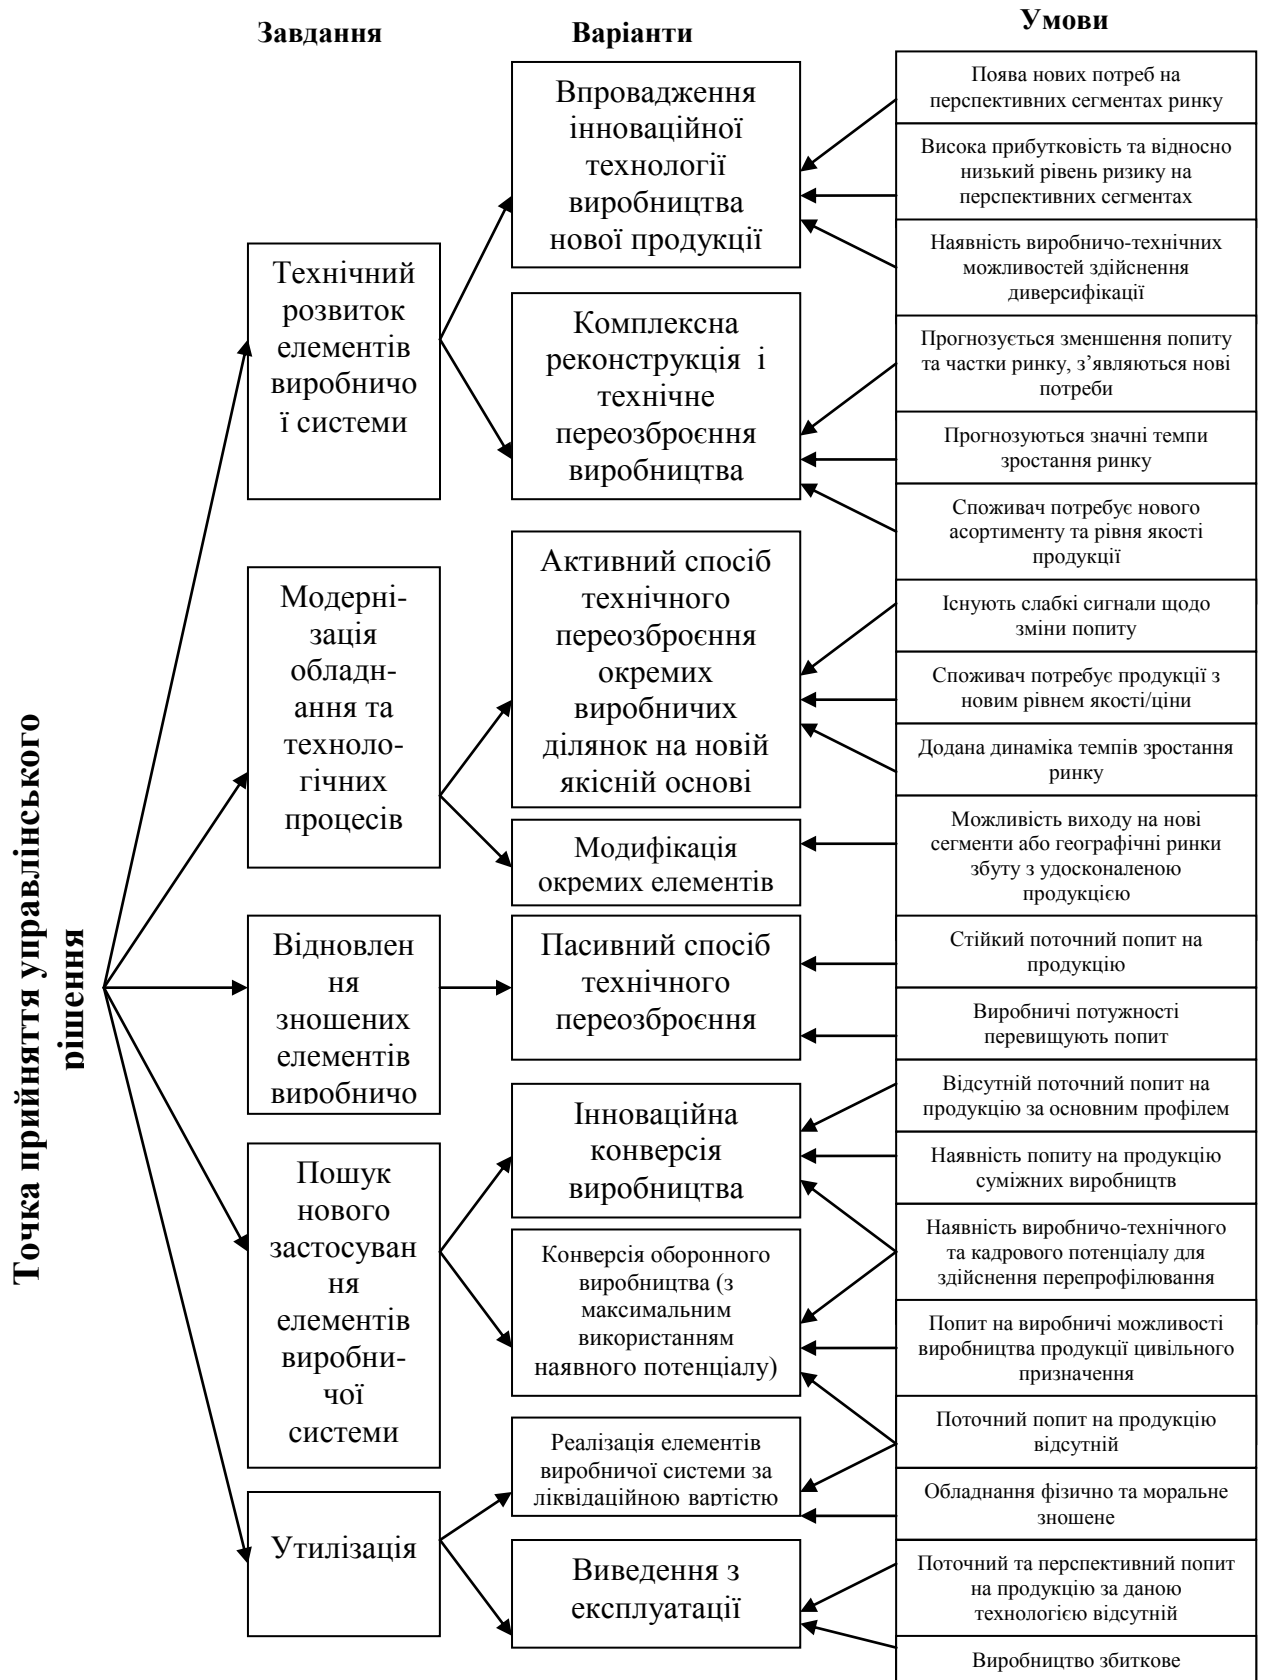 Завдання
Варіанти
Умови
Точка прийняття управлінського
рішення
Технічний
розвиток
елементів
виробничо
ї системи
Модерні-
зація
обладн-
ання та
техноло-
гічних
процесів
Відновлен
ня
зношених
елементів
виробничо
Пошук
нового
застосуван
ня
елементів
виробни-
чої
системи
Утилізація
Впровадження
інноваційної
технології
виробництва
нової продукції
Комплексна
реконструкція і
технічне
переозброєння
виробництва
Активний спосіб
технічного
переозброєння
окремих
виробничих
ділянок на новій
якісній основі
Модифікація
окремих елементів
Пасивний спосіб
технічного
переозброєння
Інноваційна
конверсія
виробництва
Конверсія оборонного
виробництва (з
максимальним
використанням
наявного потенціалу)
Реалізація елементів
виробничої системи за
ліквідаційною вартістю
Виведення з
експлуатації
Поява нових потреб на
перспективних сегментах ринку
Висока прибутковість та відносно
низький рівень ризику на
перспективних сегментах
Наявність виробничо-технічних
можливостей здійснення
диверсифікації
Прогнозується зменшення попиту
та частки ринку, з’являються нові
потреби
Прогнозуються значні темпи
зростання ринку
Споживач потребує нового
асортименту та рівня якості
продукції
Існують слабкі сигнали щодо
зміни попиту
Споживач потребує продукції з
новим рівнем якості/ціни
Додана динаміка темпів зростання
ринку
Можливість виходу на нові
сегменти або географічні ринки
збуту з удосконаленою
продукцією
Стійкий поточний попит на
продукцію
Виробничі потужності
перевищують попит
Відсутній поточний попит на
продукцію за основним профілем
Наявність попиту на продукцію
суміжних виробництв
Наявність виробничо-технічного
та кадрового потенціалу для
здійснення перепрофілювання
Попит на виробничі можливості
виробництва продукції цивільного
призначення
Поточний попит на продукцію
відсутній
Обладнання фізично та моральне
зношене
Поточний та перспективний попит
на продукцію за даною
технологією відсутній
Виробництво збиткове